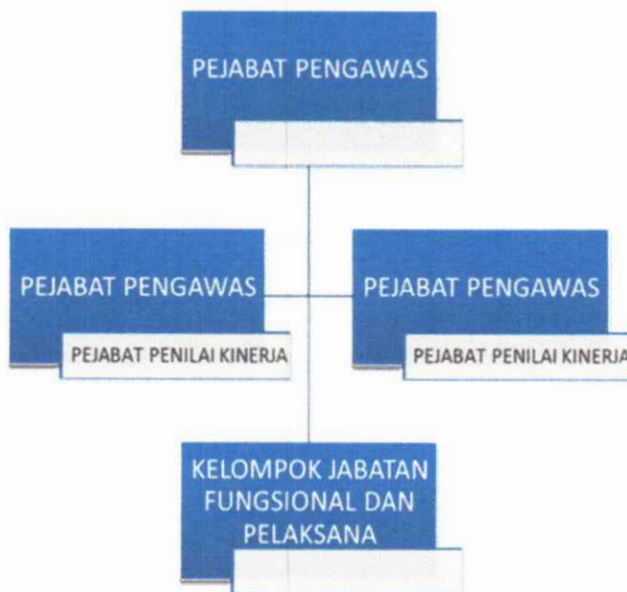 PEJABAT PENGAWAS
PEJABAT PENGAWAS
PEJABAT PENILAI KINERJA
PEJABAT PENGAWAS
PEJABAT PENILAI KINERJA
KELOMPOK JABATAN
FUNGSIONAL DAN
PELAKSANA